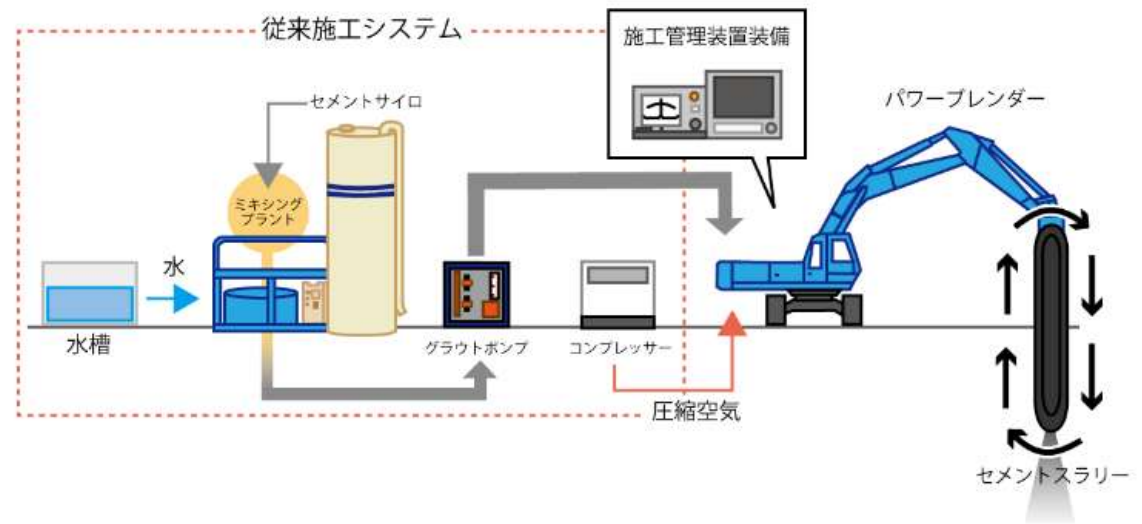 従来施工システム
施工管理装置装備
セメントサイロ
パワーブレンダー
ミキシング
プラント
水
水槽
グラウトポンプ
コンプレッサー
圧縮空気
セメントスラリー